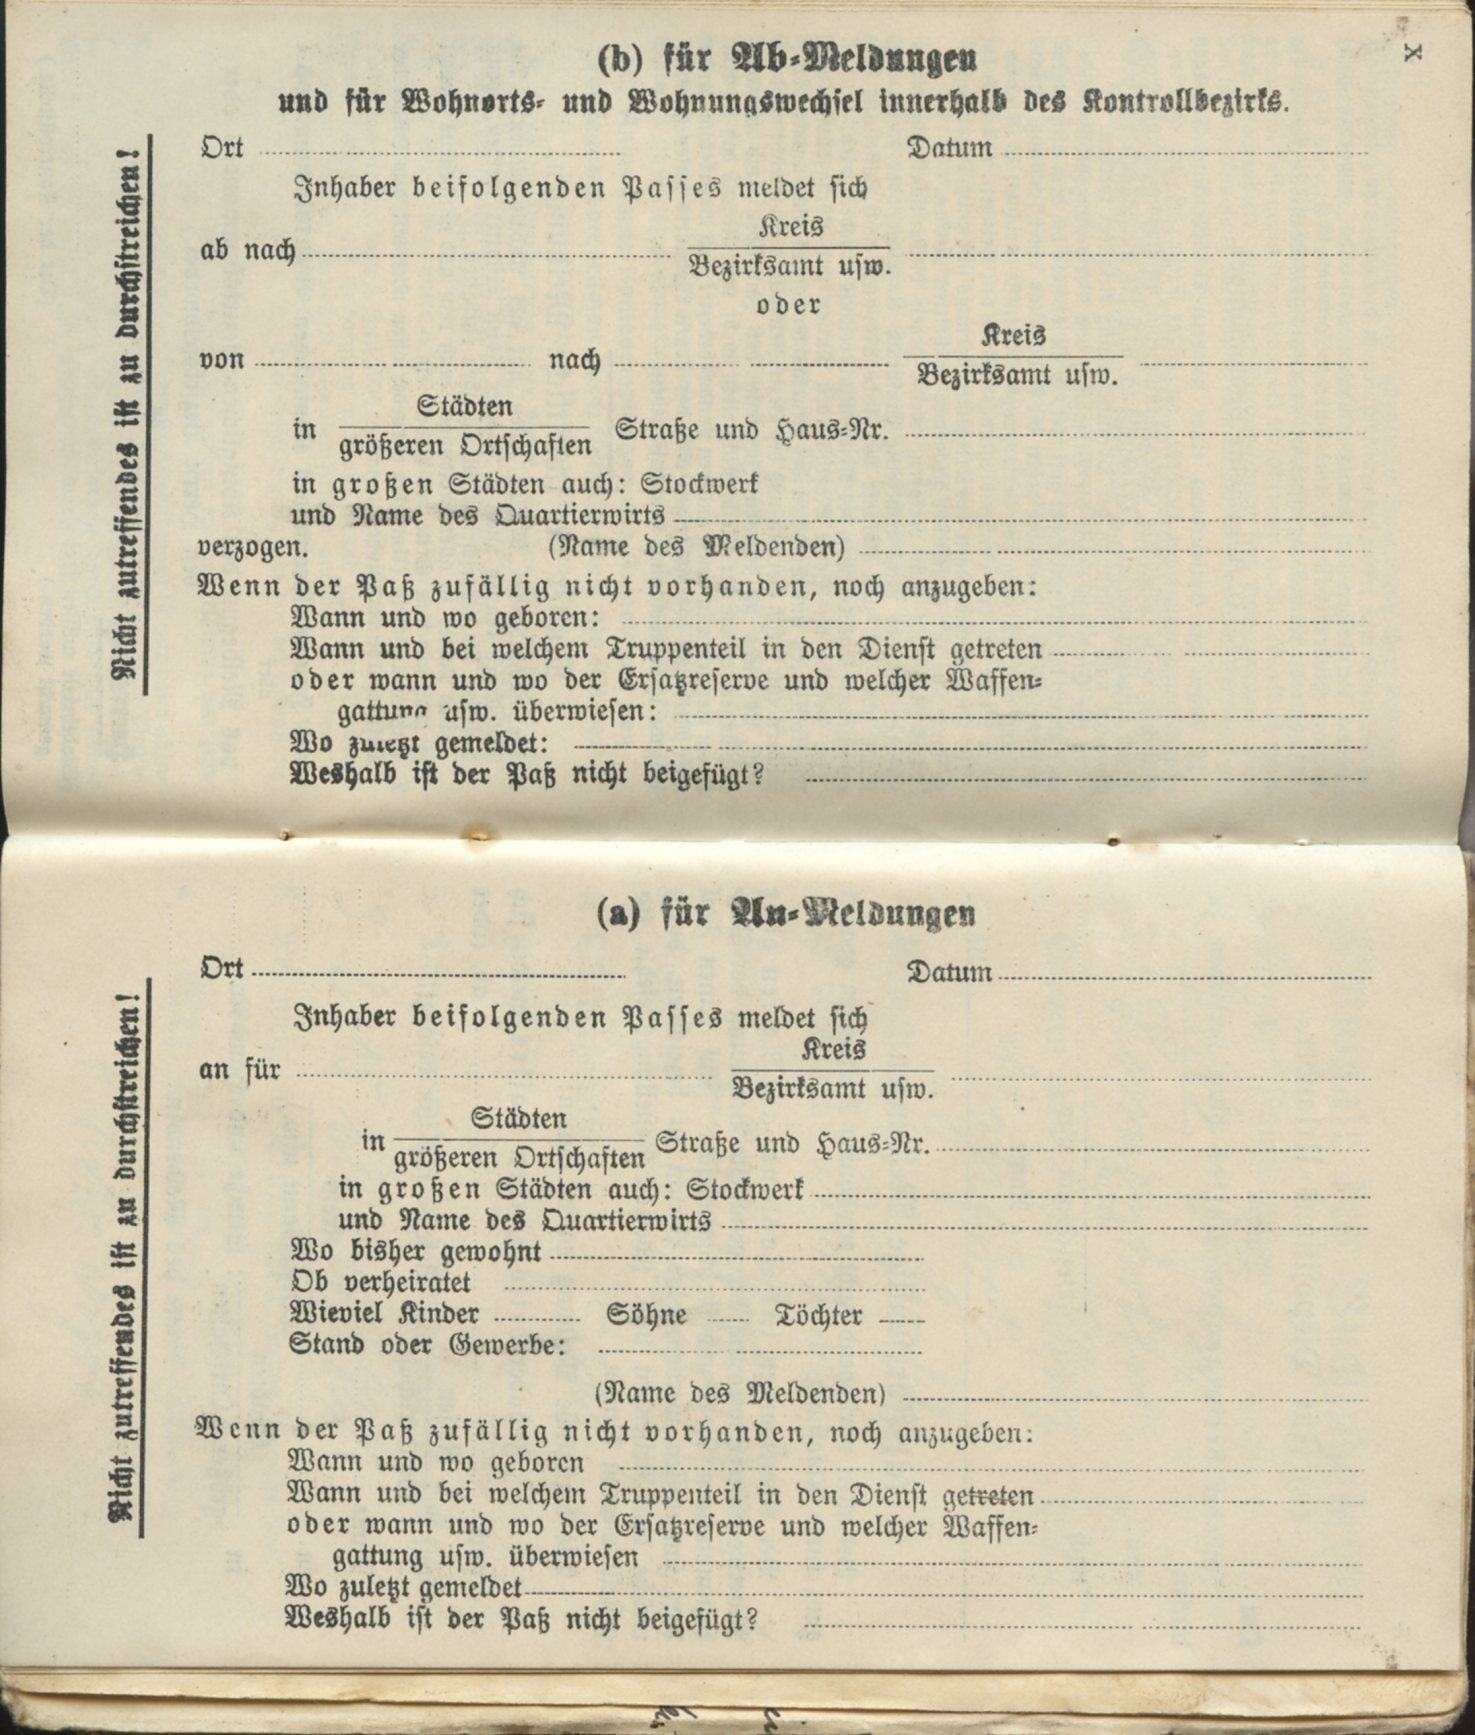 (b) für Ab-Meldungen
und für Wohnorts- und Wohnungswechsel innerhalb des Kontrollbezirks.
Nicht zutreffendes ist zu durchstreichen!
Ort Datum
Inhaber beifolgenden Passes meldet sich
Kreis
ab nach
Bezirksamt usw.
oder
Kreis
von nach
Bezirksamt usw.
Städten
in Straße und Haus-Nr.
größeren Ortschaften
in großen Städten auch: Stockwerk
und Name des Quartierwirts
verzogen. (Name des Meldenden)
Wenn der Paß zufällig nicht vorhanden, noch anzugeben:
Wann und wo geboren:
Wann und bei welchem Truppenteil in den Dienst getreten
oder wann und wo der Ersatzreserve und welcher Waffen-
gattung usw. überwiesen:
Wo zuletzt gemeldet:
Weshalb ist der Paß nicht beigefügt?
(a) für An-Meldungen
Nicht zutreffendes ist zu durchstreichen!
Ort Datum
Inhaber beifolgenden Passes meldet sich
Kreis
an für
Bezirksamt usw.
Städten
in Straße und Haus-Nr.
größeren Ortschaften
in großen Städten auch: Stockwerk
und Name des Quartierwirts
Wo bisher gewohnt
Ob verheiratet
Wieviel Kinder Söhne Töchter
Stand oder Gewerbe:
(Name des Meldenden)
Wenn der Paß zufällig nicht vorhanden, noch anzugeben:
Wann und wo geboren
Wann und bei welchem Truppenteil in den Dienst getreten
oder wann und wo der Ersatzreserve und welcher Waffen-
gattung usw. überwiesen
Wo zuletzt gemeldet
Weshalb ist der Paß nicht beigefügt?